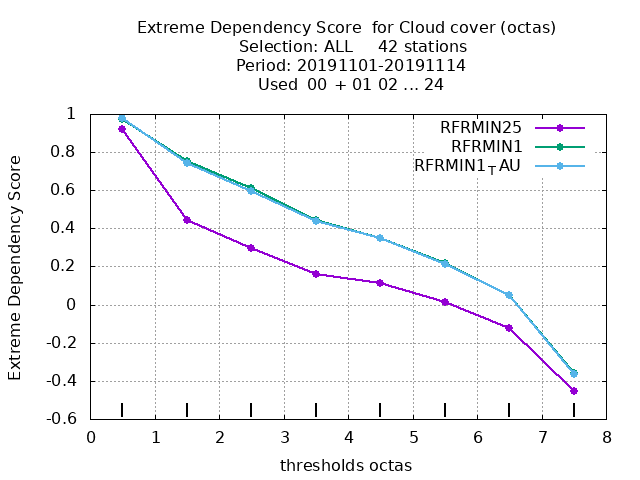 Extreme Dependency Score  for Cloud cover (octas)
Selection: ALL     42 stations
Period: 20191101-20191114
Used  00  + 01 02 ... 24
RFRMIN25
RFRMIN1
RFRMIN1TAU
Extreme Dependency Score
1
0.8
0.6
0.4
0.2
0
-0.2
-0.4
-0.6
0 1 2 3 4 5 6 7 8
thresholds octas